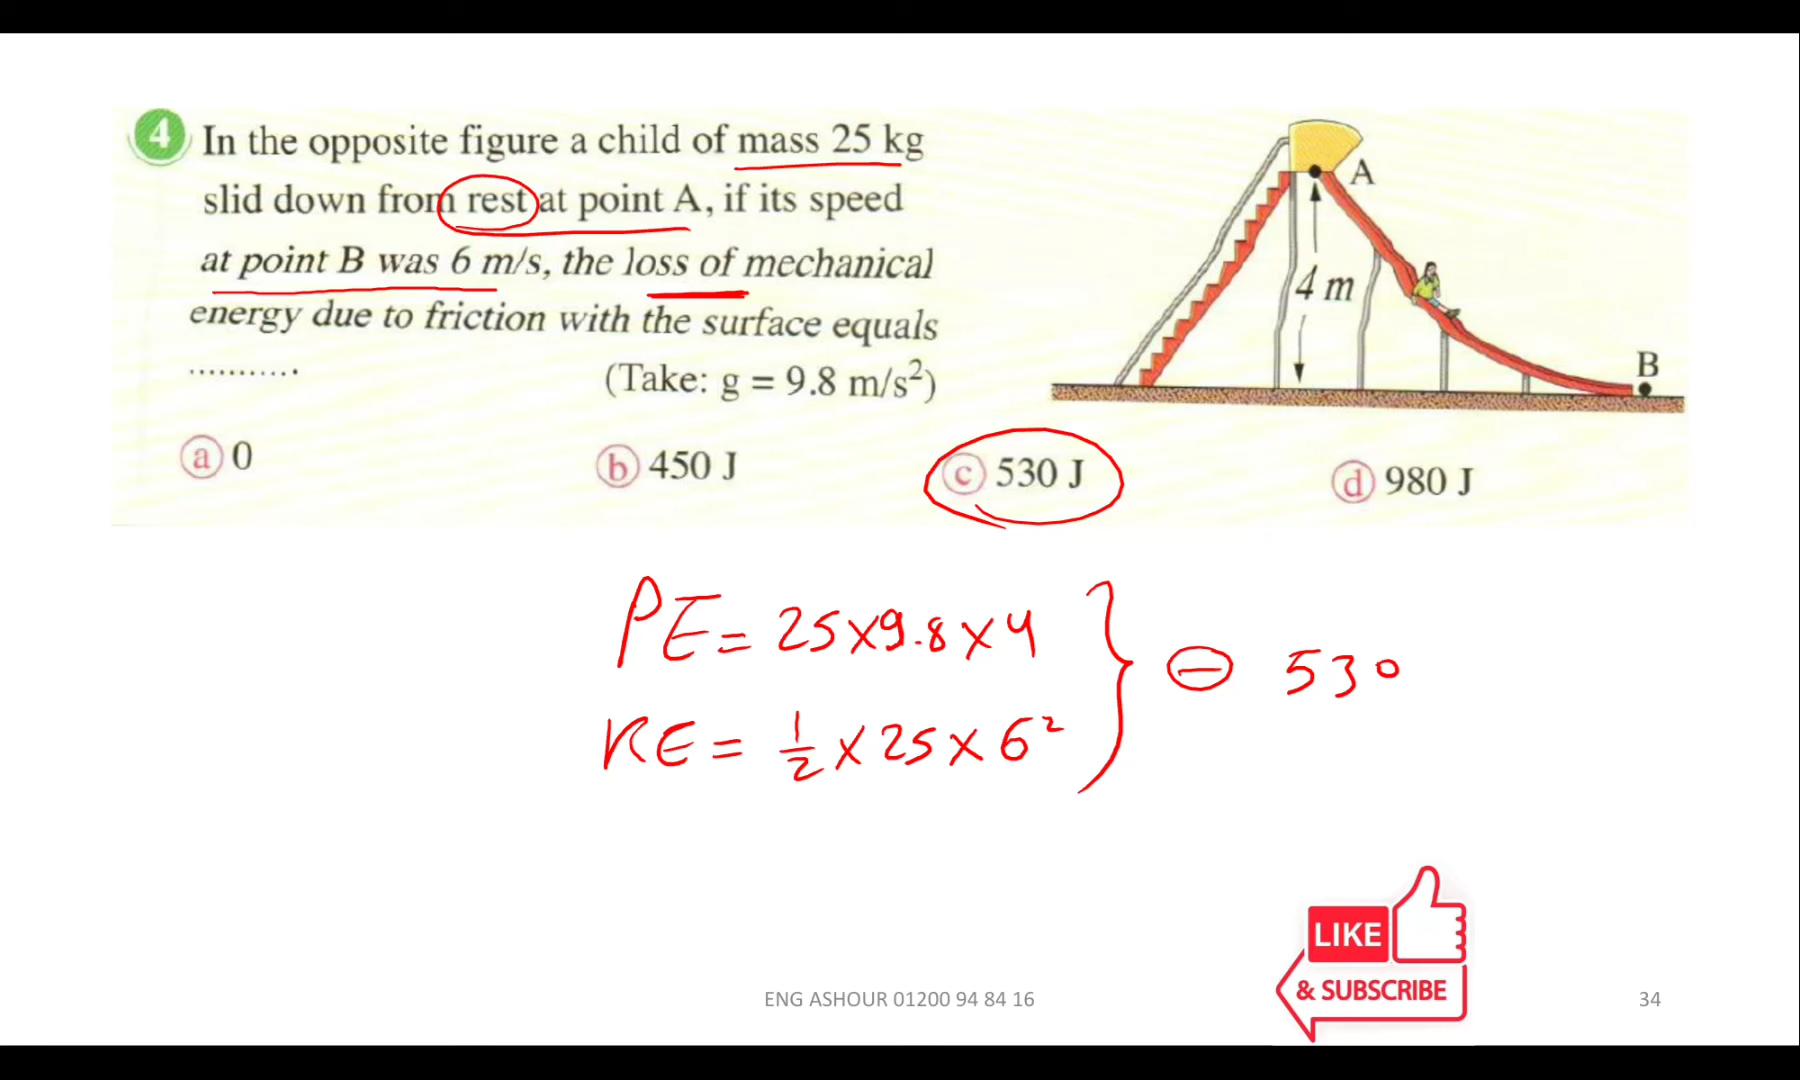 4 In the opposite figure a child of mass 25 kg
slid down from rest at point A, if its speed
at point B was 6 m/s, the loss of mechanical
energy due to friction with the surface equals
........... (Take: g = 9.8 m/s²)
a 0 b 450 J c 530 J d 980 J
A
4 m
B
PE = 25×9.8×4
KE = 1/2 × 25 × 6²
− 530
LIKE
& SUBSCRIBE
ENG ASHOUR 01200 94 84 16
34